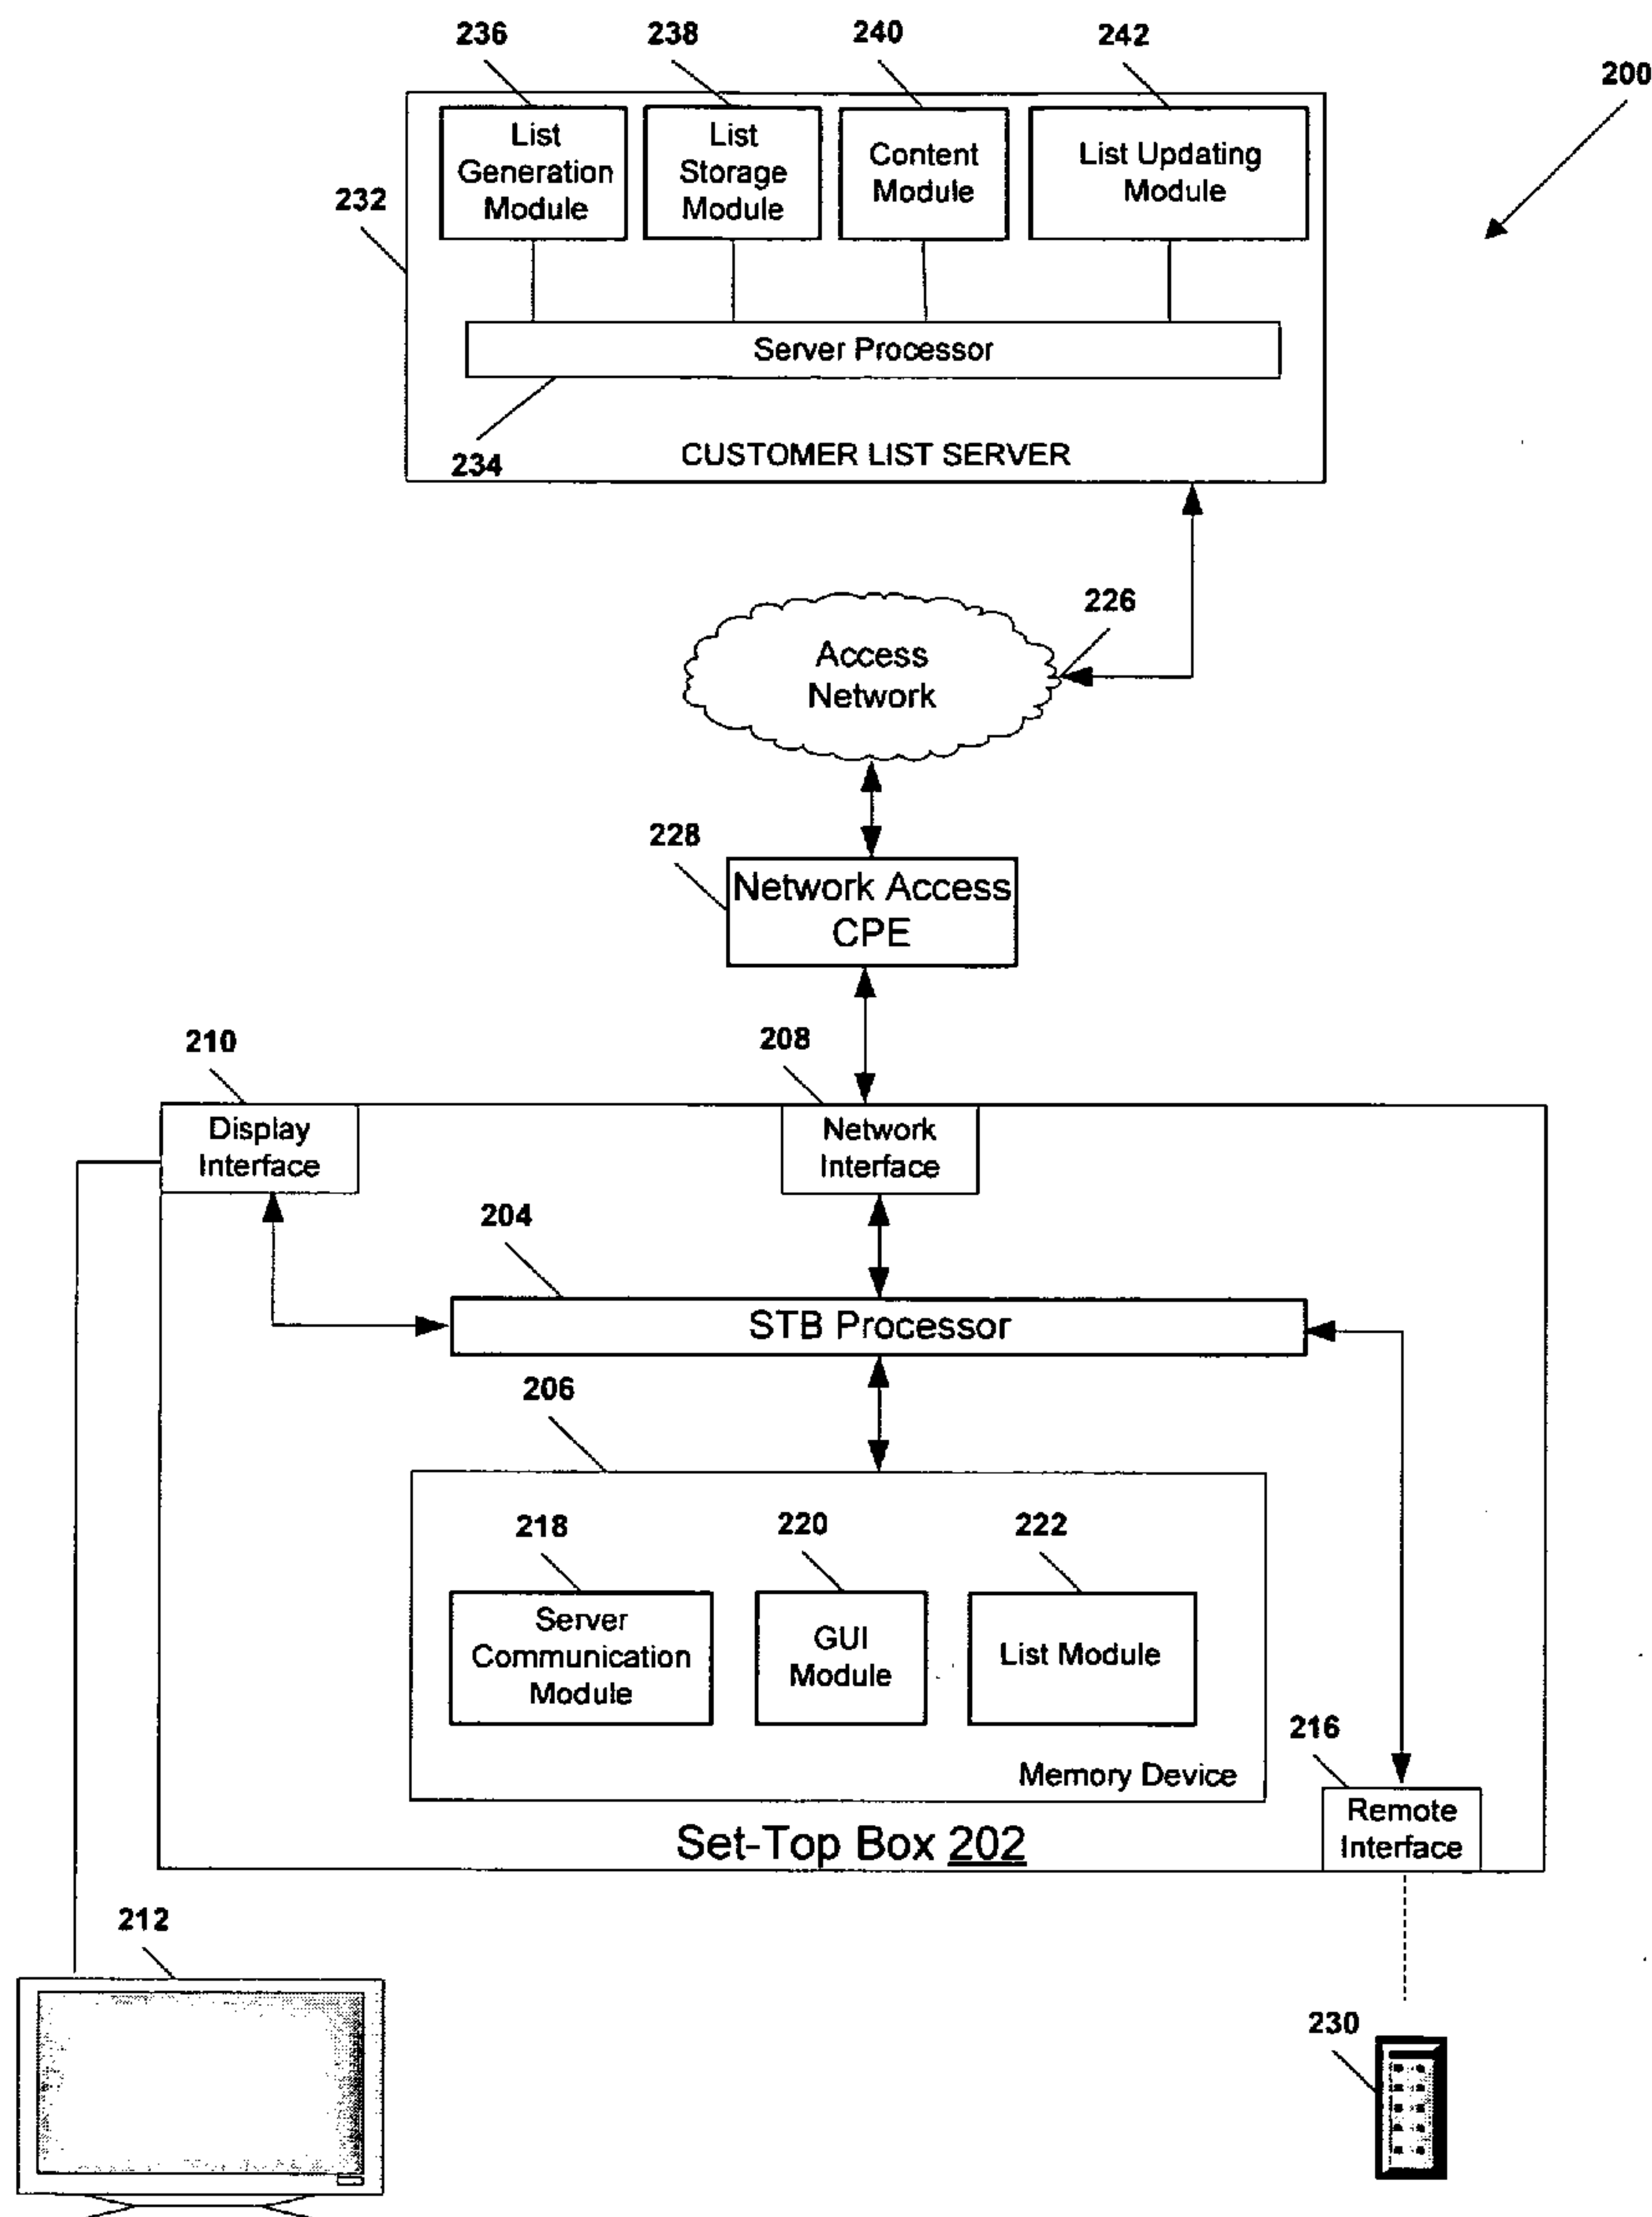 236
238
240
242
200
List
Generation
Module
List
Storage
Module
Content
Module
List Updating
Module
232
Server Processor
234
CUSTOMER LIST SERVER
226
Access
Network
228
Network Access
CPE
210
208
Display
Interface
Network
Interface
204
STB Processor
206
218
220
222
Server
Communication
Module
GUI
Module
List Module
216
Memory Device
Remote
Interface
Set-Top Box 202
212
230